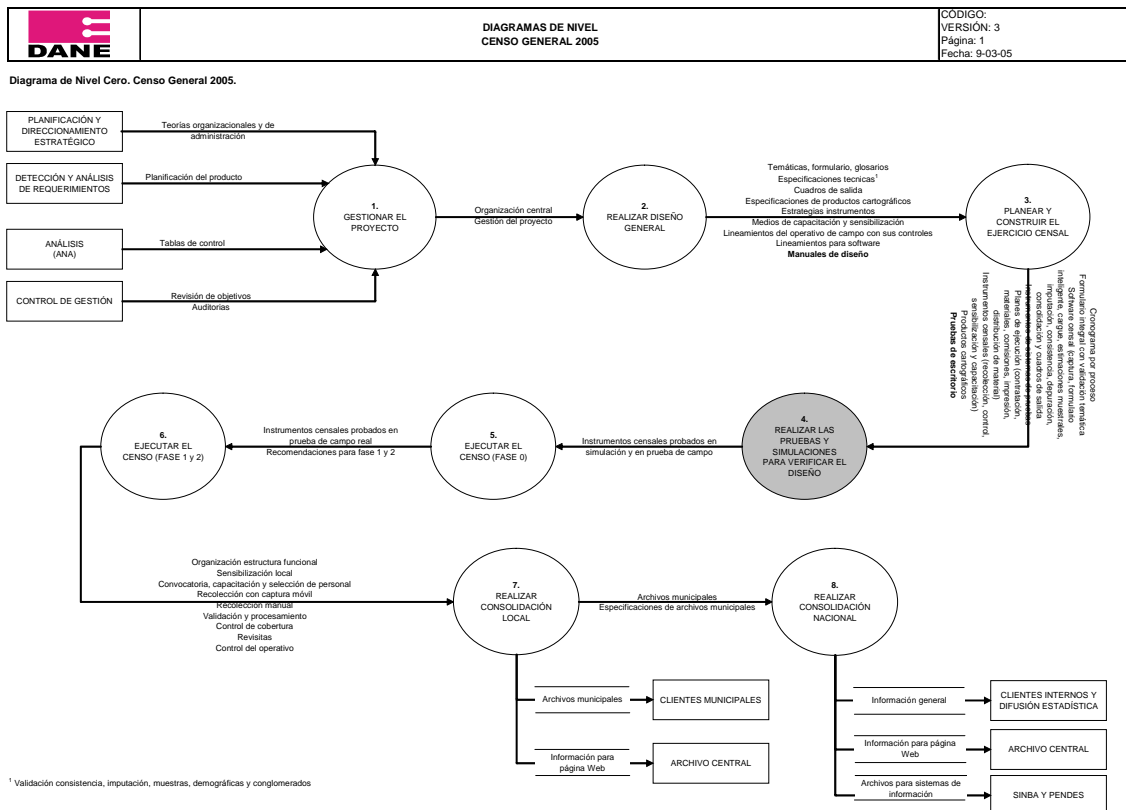 DANE
DIAGRAMAS DE NIVEL
CENSO GENERAL 2005
CÓDIGO:
VERSIÓN: 3
Página: 1
Fecha: 9-03-05
Diagrama de Nivel Cero. Censo General 2005.
PLANIFICACIÓN Y
DIRECCIONAMIENTO
ESTRATÉGICO
Teorías organizacionales y de
administración
DETECCIÓN Y ANÁLISIS
DE REQUERIMIENTOS
Planificación del producto
ANÁLISIS
(ANA)
Tablas de control
CONTROL DE GESTIÓN
Revisión de objetivos
Auditorias
1.
GESTIONAR EL
PROYECTO
Organización central
Gestión del proyecto
2.
REALIZAR DISEÑO
GENERAL
Temáticas, formulario, glosarios
Especificaciones tecnicas¹
Cuadros de salida
Especificaciones de productos cartográficos
Estrategias instrumentos
Medios de capacitación y sensibilización
Lineamientos del operativo de campo con sus controles
Lineamientos para software
Manuales de diseño
3.
PLANEAR Y
CONSTRUIR EL
EJERCICIO CENSAL
Cronograma por proceso
Formulario integral con validación temática
Software censal (captura, formulario
inteligente, cargue, estimaciones muestrales,
imputación, consistencia, depuración,
consolidación y cuadros de salida
Instrumentos de sistemas de pruebas
Planes de ejecución (contratación,
materiales, comisiones, impresión,
distribución de material)
Instrumentos censales (recolección, control,
sensibilización y capacitación)
Productos cartográficos
Pruebas de escritorio
4.
REALIZAR LAS
PRUEBAS Y
SIMULACIONES
PARA VERIFICAR EL
DISEÑO
Instrumentos censales probados en
simulación y en prueba de campo
5.
EJECUTAR EL
CENSO (FASE 0)
Instrumentos censales probados en
prueba de campo real
Recomendaciones para fase 1 y 2
6.
EJECUTAR EL
CENSO (FASE 1 y 2)
Organización estructura funcional
Sensibilización local
Convocatoria, capacitación y selección de personal
Recolección con captura móvil
Recolección manual
Validación y procesamiento
Control de cobertura
Revisitas
Control del operativo
7.
REALIZAR
CONSOLIDACIÓN
LOCAL
Archivos municipales
Especificaciones de archivos municipales
8.
REALIZAR
CONSOLIDACIÓN
NACIONAL
Archivos municipales
CLIENTES MUNICIPALES
Información para
página Web
ARCHIVO CENTRAL
Información general
CLIENTES INTERNOS Y
DIFUSIÓN ESTADÍSTICA
Información para página
Web
ARCHIVO CENTRAL
Archivos para sistemas de
información
SINBA Y PENDES
¹ Validación consistencia, imputación, muestras, demográficas y conglomerados